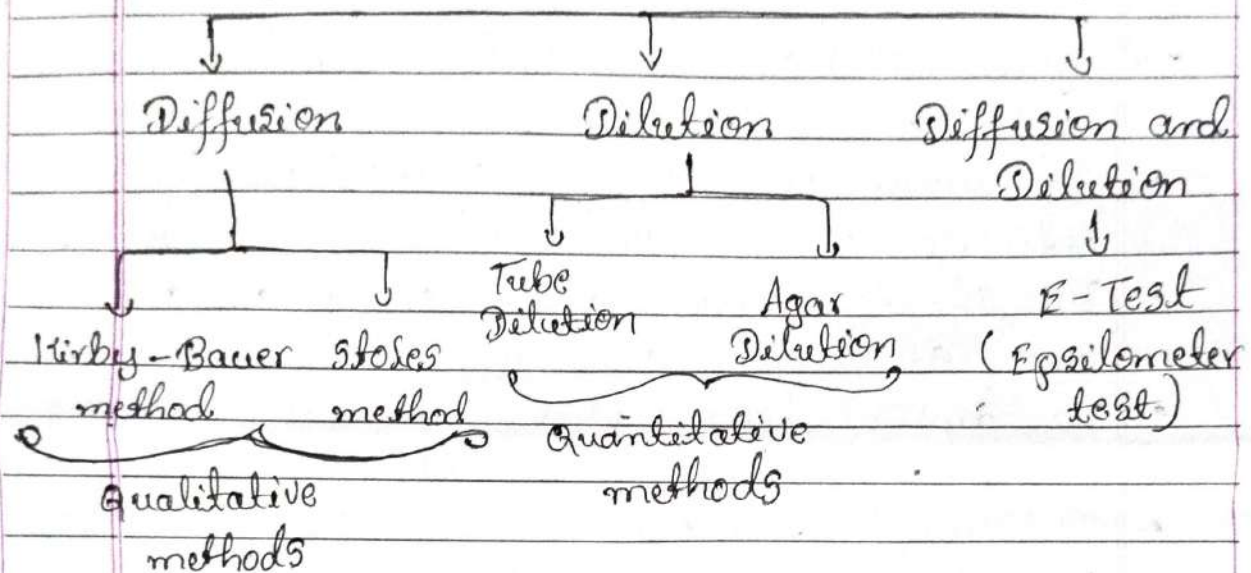 Diffusion
Dilution
Diffusion and
Dilution
Kirby-Bauer
method
Stokes
method
Qualitative
methods
Tube
Dilution
Agar
Dilution
Quantitative
methods
E-Test
(Epsilometer
test)